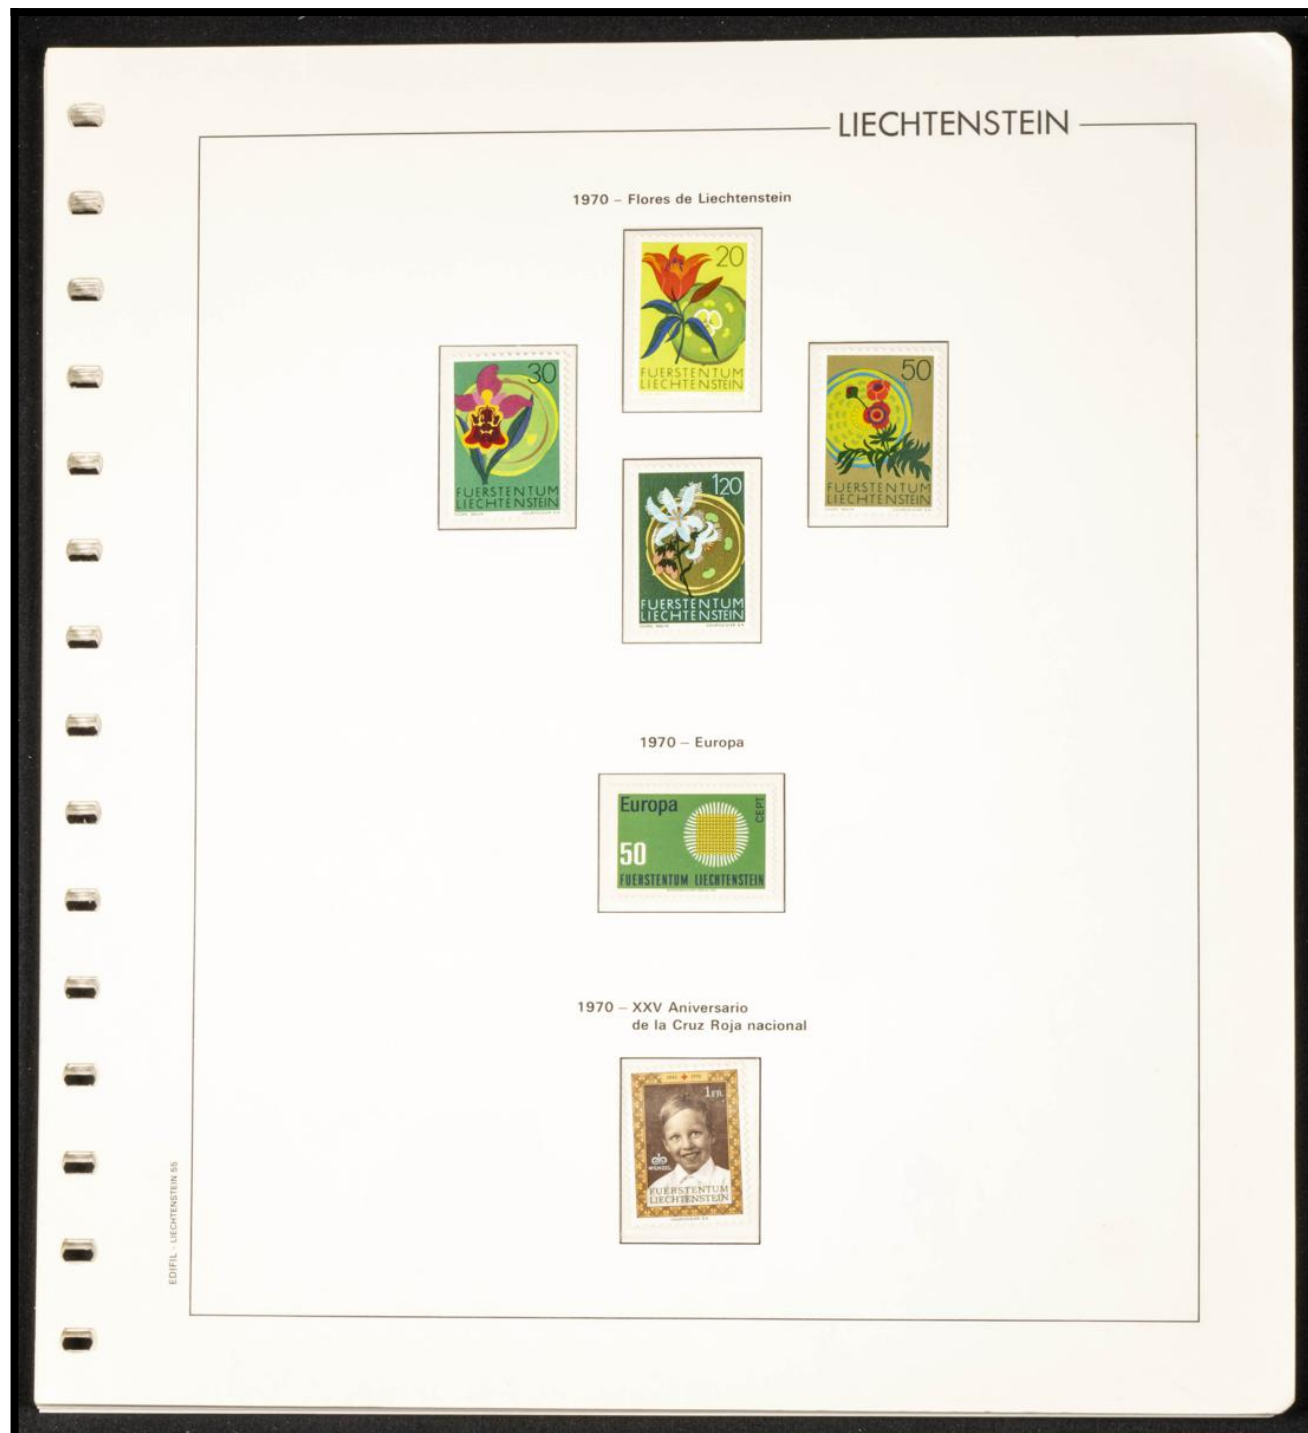 LIECHTENSTEIN
1970 – Flores de Liechtenstein
20
FUERSTENTUM
LIECHTENSTEIN
30
FUERSTENTUM
LIECHTENSTEIN
50
FUERSTENTUM
LIECHTENSTEIN
120
FUERSTENTUM
LIECHTENSTEIN
1970 – Europa
Europa
CEPT
50
FUERSTENTUM LIECHTENSTEIN
1970 – XXV Aniversario
de la Cruz Roja nacional
1 FR.
WENZEL
FUERSTENTUM
LIECHTENSTEIN
EDIFIL - LIECHTENSTEIN 55